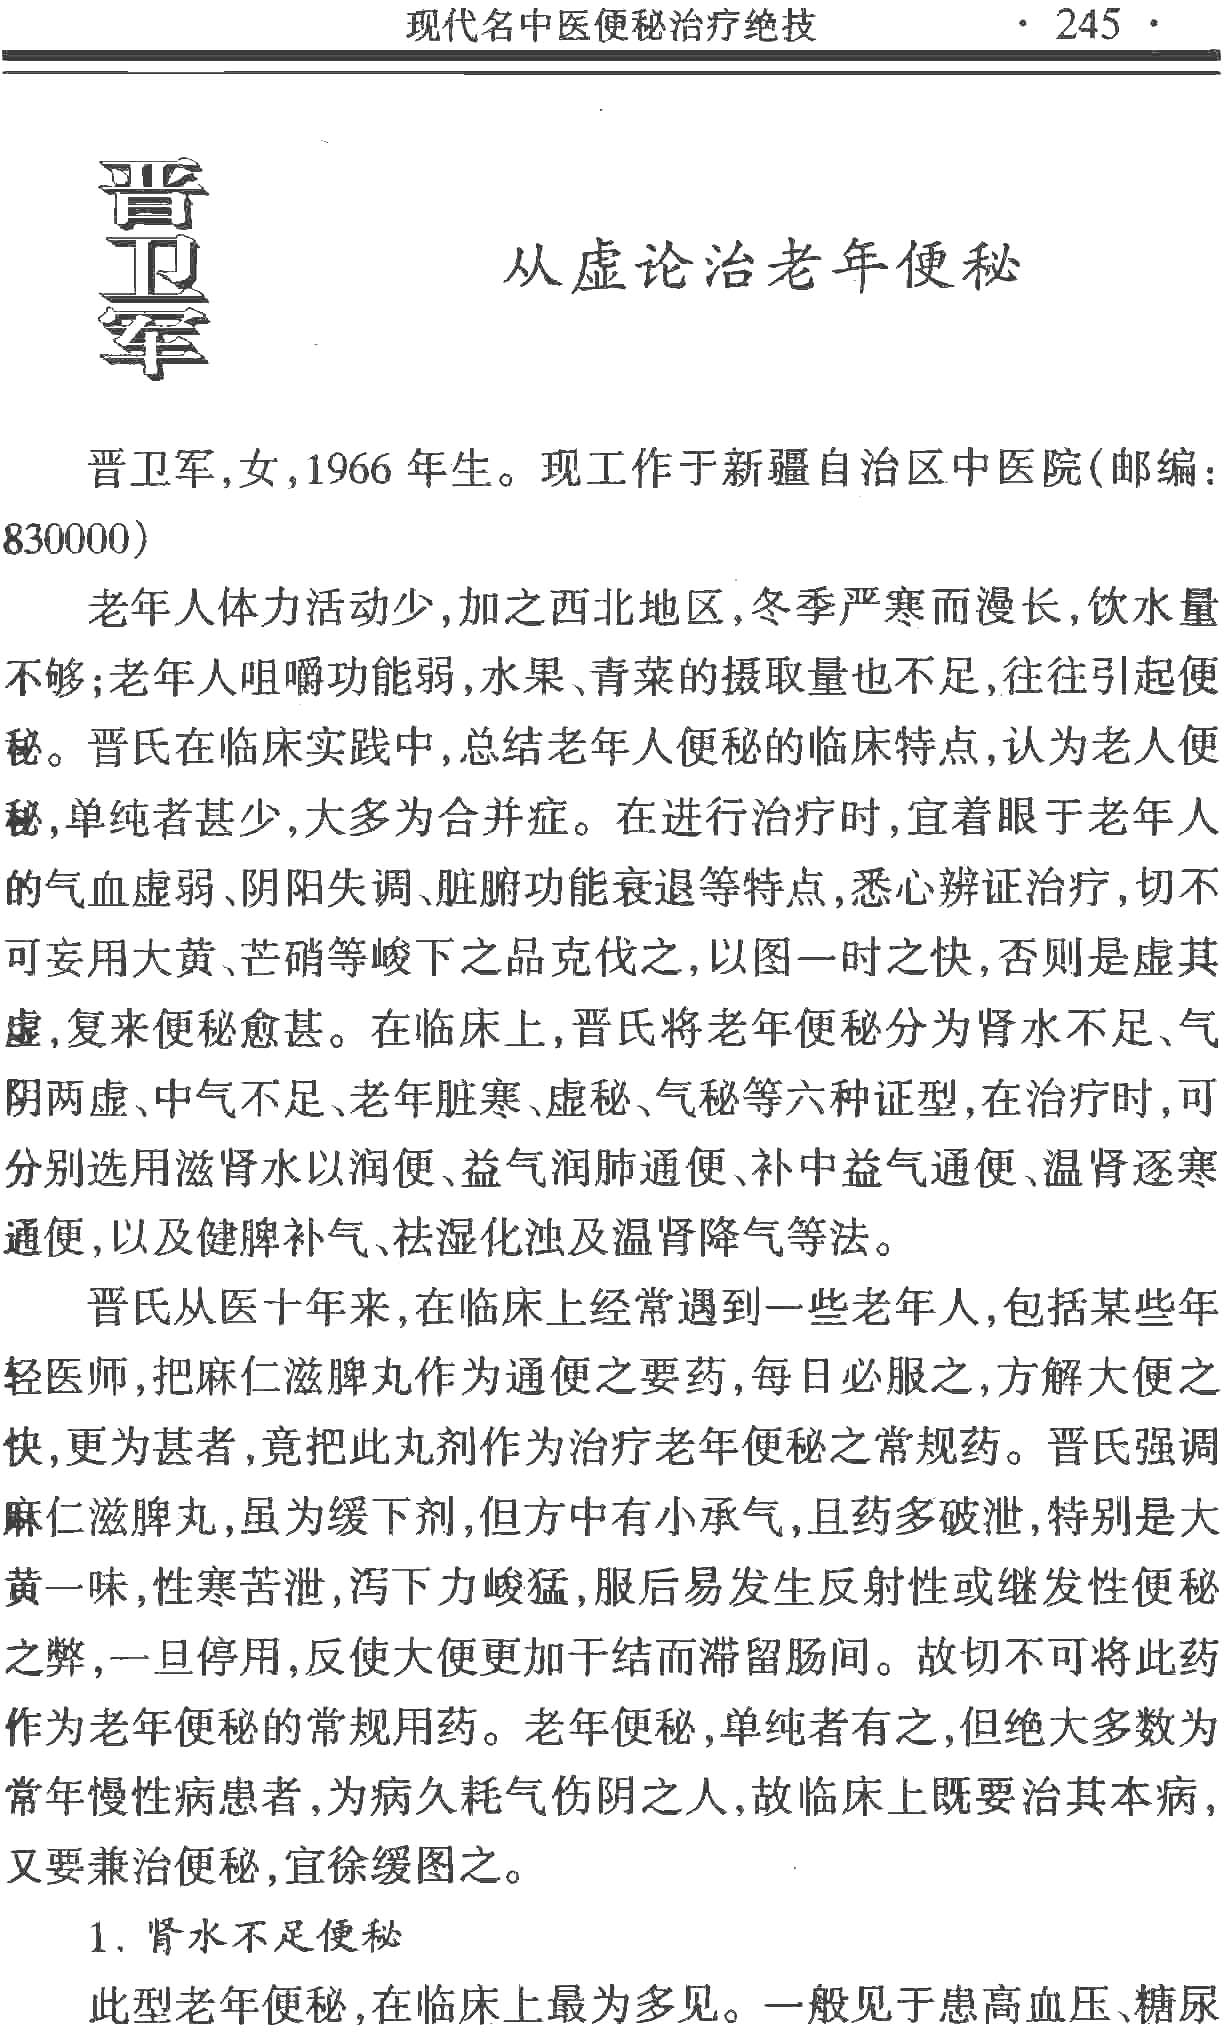 现代名中医便秘治疗绝技 · 245 ·
晋卫军
从虚论治老年便秘
晋卫军,女,1966 年生。现工作于新疆自治区中医院(邮编:
830000)
老年人体力活动少,加之西北地区,冬季严寒而漫长,饮水量
不够;老年人咀嚼功能弱,水果、青菜的摄取量也不足,往往引起便
秘。晋氏在临床实践中,总结老年人便秘的临床特点,认为老人便
秘,单纯者甚少,大多为合并症。在进行治疗时,宜着眼于老年人
的气血虚弱、阴阳失调、脏腑功能衰退等特点,悉心辨证治疗,切不
可妄用大黄、芒硝等峻下之品克伐之,以图一时之快,否则是虚其
虚,复来便秘愈甚。在临床上,晋氏将老年便秘分为肾水不足、气
阴两虚、中气不足、老年脏寒、虚秘、气秘等六种证型,在治疗时,可
分别选用滋肾水以润便、益气润肺通便、补中益气通便、温肾逐寒
通便,以及健脾补气、祛湿化浊及温肾降气等法。
晋氏从医十年来,在临床上经常遇到一些老年人,包括某些年
轻医师,把麻仁滋脾丸作为通便之要药,每日必服之,方解大便之
快,更为甚者,竟把此丸剂作为治疗老年便秘之常规药。晋氏强调
麻仁滋脾丸,虽为缓下剂,但方中有小承气,且药多破泄,特别是大
黄一味,性寒苦泄,泻下力峻猛,服后易发生反射性或继发性便秘
之弊,一旦停用,反使大便更加干结而滞留肠间。故切不可将此药
作为老年便秘的常规用药。老年便秘,单纯者有之,但绝大多数为
常年慢性病患者,为病久耗气伤阴之人,故临床上既要治其本病,
又要兼治便秘,宜徐缓图之。
1. 肾水不足便秘
此型老年便秘,在临床上最为多见。一般见于患高血压、糖尿